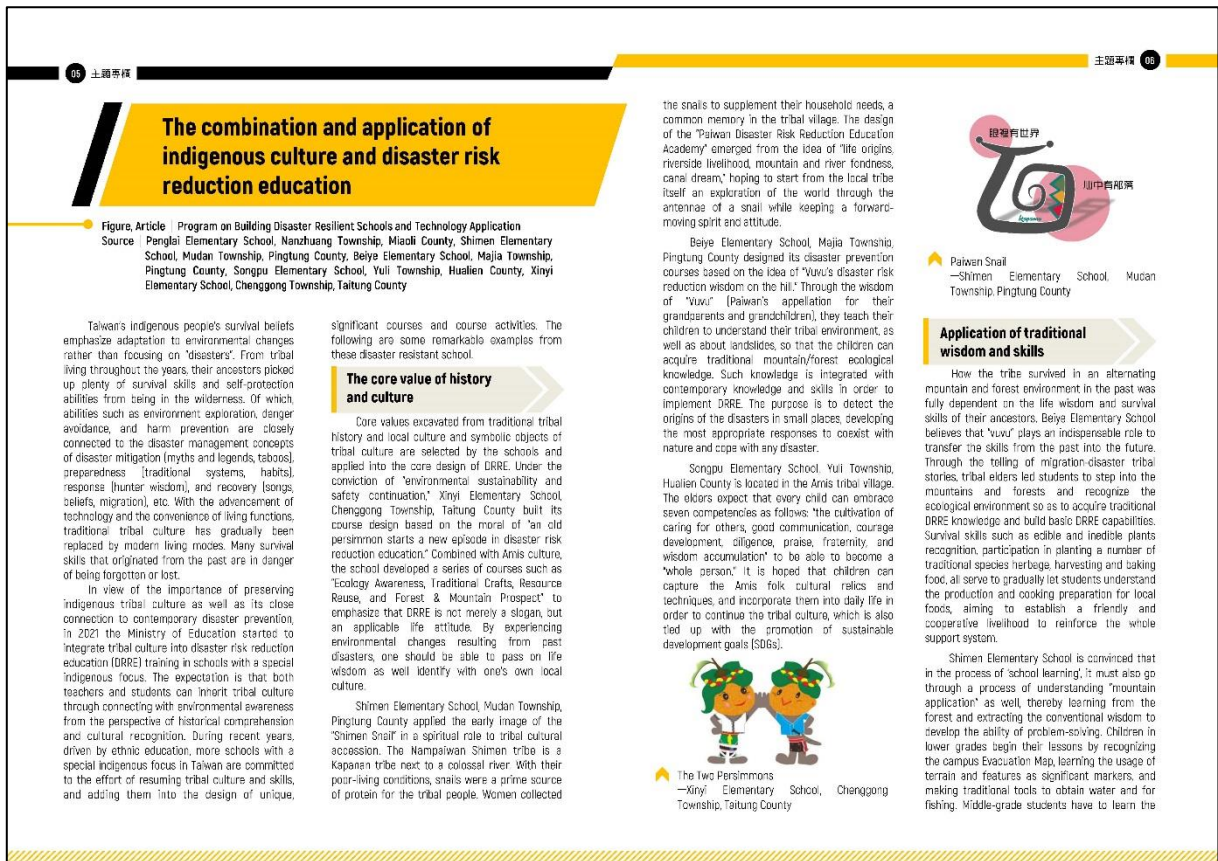 05 主題專欄
The combination and application of
indigenous culture and disaster risk
reduction education
Figure, Article | Program on Building Disaster Resilient Schools and Technology Application
Source | Penglai Elementary School, Nanzhuang Township, Miaoli County, Shimen Elementary
School, Mudan Township, Pingtung County, Beiye Elementary School, Majia Township,
Pingtung County, Songpu Elementary School, Yuli Township, Hualien County, Xinyi
Elementary School, Chenggong Township, Taitung County
Taiwan's indigenous people's survival beliefs
emphasize adaptation to environmental changes
rather than focusing on "disasters". From tribal
living throughout the years, their ancestors picked
up plenty of survival skills and self-protection
abilities from being in the wilderness. Of which,
abilities such as environment exploration, danger
avoidance, and harm prevention are closely
connected to the disaster management concepts
of disaster mitigation (myths and legends, taboos),
preparedness (traditional systems, habits),
response (hunter wisdom), and recovery (songs,
beliefs, migration), etc. With the advancement of
technology and the convenience of living functions,
traditional tribal culture has gradually been
replaced by modern living modes. Many survival
skills that originated from the past are in danger
of being forgotten or lost.
In view of the importance of preserving
indigenous tribal culture as well as its close
connection to contemporary disaster prevention,
in 2021 the Ministry of Education started to
integrate tribal culture into disaster risk reduction
education (DRRE) training in schools with a special
indigenous focus. The expectation is that both
teachers and students can inherit tribal culture
through connecting with environmental awareness
from the perspective of historical comprehension
and cultural recognition. During recent years,
driven by ethnic education, more schools with a
special indigenous focus in Taiwan are committed
to the effort of resuming tribal culture and skills,
and adding them into the design of unique,
significant courses and course activities. The
following are some remarkable examples from
these disaster resistant school.
The core value of history
and culture
Core values excavated from traditional tribal
history and local culture and symbolic objects of
tribal culture are selected by the schools and
applied into the core design of DRRE. Under the
conviction of "environmental sustainability and
safety continuation," Xinyi Elementary School,
Chenggong Township, Taitung County built its
course design based on the moral of "an old
persimmon starts a new episode in disaster risk
reduction education." Combined with Amis culture,
the school developed a series of courses such as
"Ecology Awareness, Traditional Crafts, Resource
Reuse, and Forest & Mountain Prospect" to
emphasize that DRRE is not merely a slogan, but
an applicable life attitude. By experiencing
environmental changes resulting from past
disasters, one should be able to pass on life
wisdom as well identify with one's own local
culture.
Shimen Elementary School, Mudan Township,
Pingtung County applied the early image of the
"Shimen Snail" in a spiritual role to tribal cultural
accession. The Nampaiwan Shimen tribe is a
Kapanan tribe next to a colossal river. With their
poor-living conditions, snails were a prime source
of protein for the tribal people. Women collected
主題專欄 06
the snails to supplement their household needs, a
common memory in the tribal village. The design
of the "Paiwan Disaster Risk Reduction Education
Academy" emerged from the idea of "life origins,
riverside livelihood, mountain and river fondness,
canal dream," hoping to start from the local tribe
itself an exploration of the world through the
antennae of a snail while keeping a forward-
moving spirit and attitude.
Beiye Elementary School, Majia Township,
Pingtung County designed its disaster prevention
courses based on the idea of "Vuvu's disaster risk
reduction wisdom on the hill." Through the wisdom
of "Vuvu" (Paiwan's appellation for their
grandparents and grandchildren), they teach their
children to understand their tribal environment, as
well as about landslides, so that the children can
acquire traditional mountain/forest ecological
knowledge. Such knowledge is integrated with
contemporary knowledge and skills in order to
implement DRRE. The purpose is to detect the
origins of the disasters in small places, developing
the most appropriate responses to coexist with
nature and cope with any disaster.
Songpu Elementary School, Yuli Township,
Hualien County is located in the Amis tribal village.
The elders expect that every child can embrace
seven competencies as follows: "the cultivation of
caring for others, good communication, courage
development, diligence, praise, fraternity, and
wisdom accumulation" to be able to become a
"whole person." It is hoped that children can
capture the Amis folk cultural relics and
techniques, and incorporate them into daily life in
order to continue the tribal culture, which is also
tied up with the promotion of sustainable
development goals (SDGs).
The Two Persimmons
—Xinyi Elementary School, Chenggong
Township, Taitung County
眼裡有世界
心中有部落
Paiwen Snail
—Shimen Elementary School, Mudan
Township, Pingtung County
Application of traditional
wisdom and skills
How the tribe survived in an alternating
mountain and forest environment in the past was
fully dependent on the life wisdom and survival
skills of their ancestors. Beiye Elementary School
believes that "vuvu" plays an indispensable role to
transfer the skills from the past into the future.
Through the telling of migration-disaster tribal
stories, tribal elders led students to step into the
mountains and forests and recognize the
ecological environment so as to acquire traditional
DRRE knowledge and build basic DRRE capabilities.
Survival skills such as edible and inedible plants
recognition, participation in planting a number of
traditional species herbage, harvesting and baking
food, all serve to gradually let students understand
the production and cooking preparation for local
foods, aiming to establish a friendly and
cooperative livelihood to reinforce the whole
support system.
Shimen Elementary School is convinced that
in the process of 'school learning', it must also go
through a process of understanding "mountain
application" as well, thereby learning from the
forest and extracting the conventional wisdom to
develop the ability of problem-solving. Children in
lower grades begin their lessons by recognizing
the campus Evacuation Map, learning the usage of
terrain and features as significant markers, and
making traditional tools to obtain water and for
fishing. Middle-grade students have to learn the